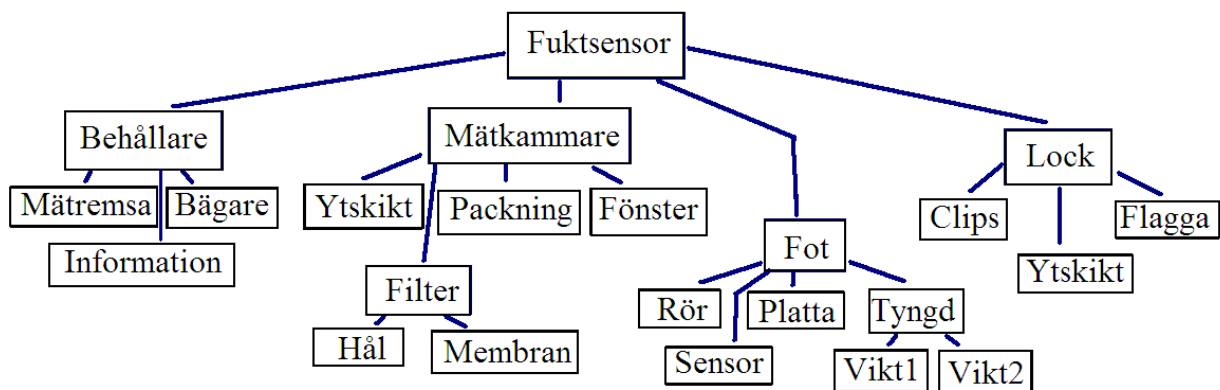 Fuktsensor
Behållare
Mätkammare
Lock
Mätremsa
Bägare
Ytskikt
Packning
Fönster
Clips
Flagga
Information
Fot
Ytskikt
Filter
Rör
Platta
Tyngd
Hål
Membran
Sensor
Vikt1
Vikt2